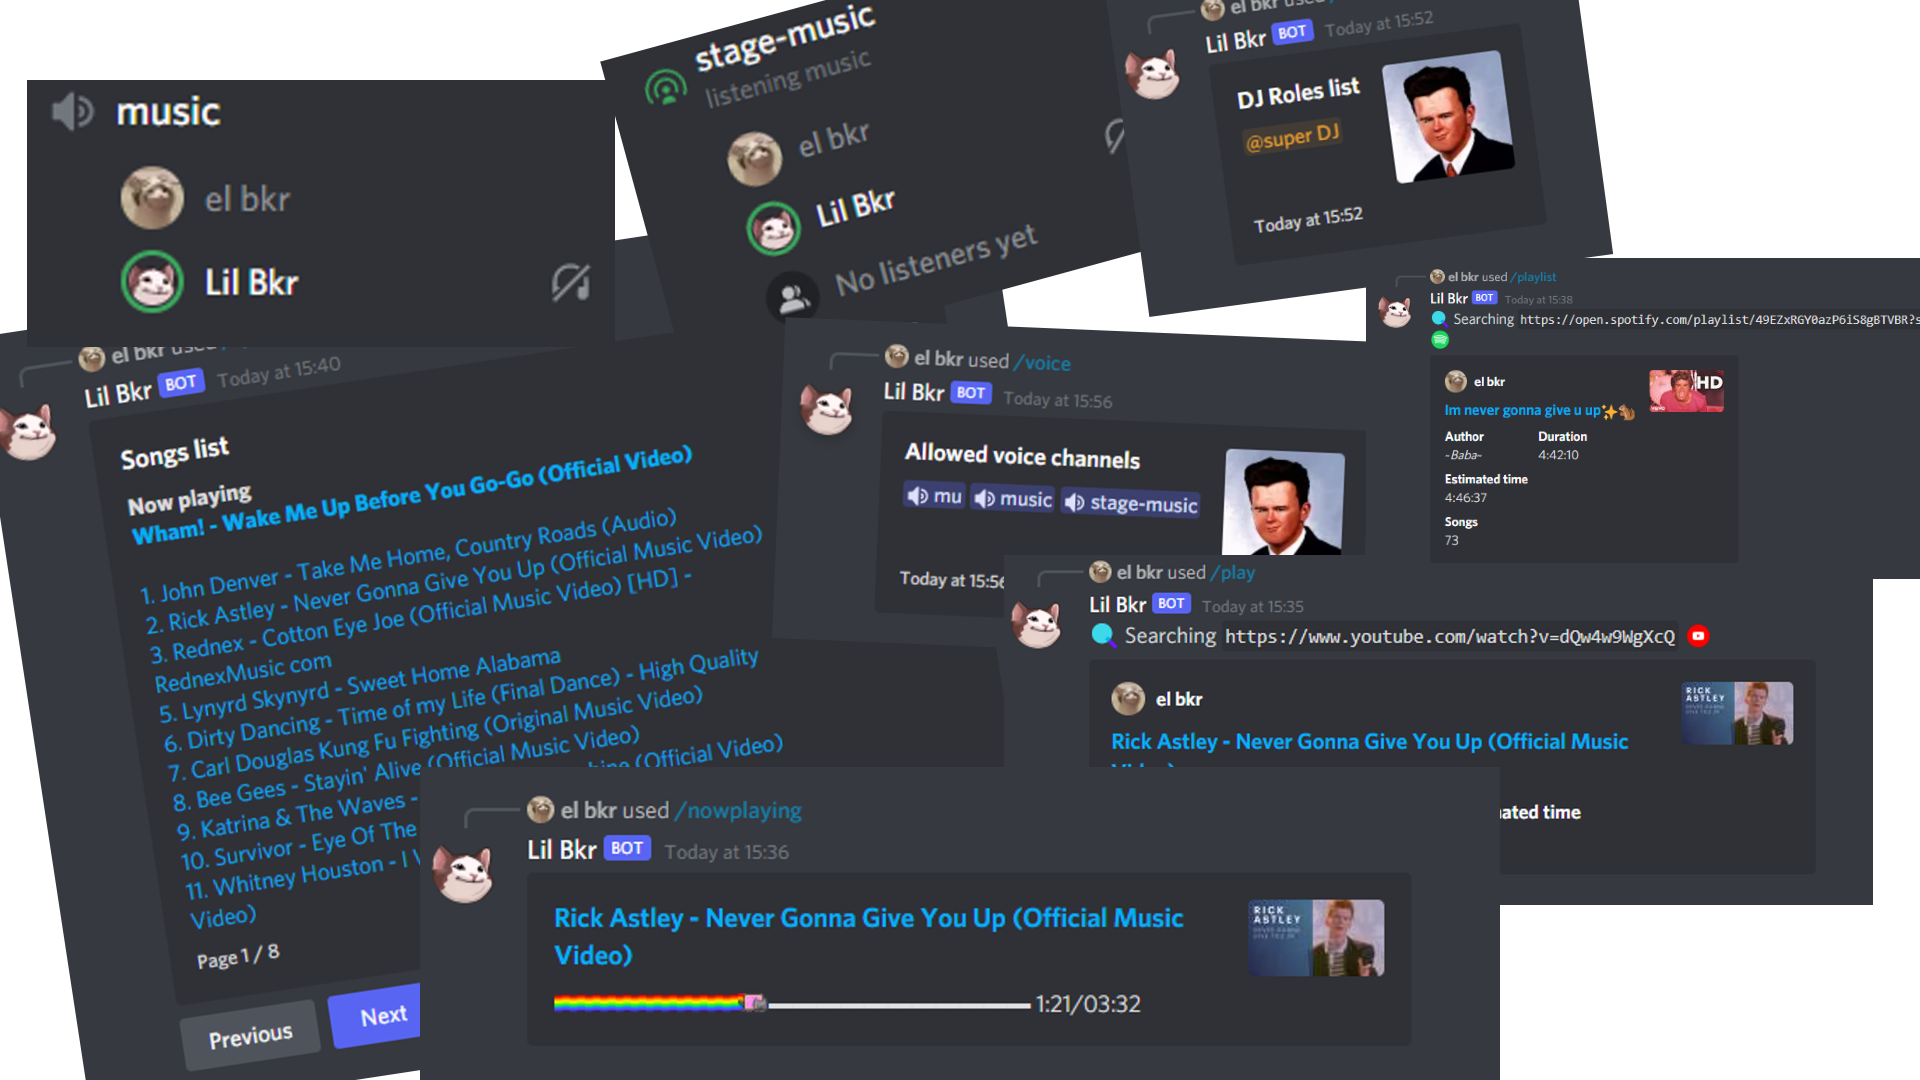 music
el bkr
Lil Bkr
stage-music
listening music
el bkr
Lil Bkr
No listeners yet
el bkr used
Lil Bkr BOT Today at 15:52
DJ Roles list
@super DJ
Today at 15:52
el bkr used /playlist
Lil Bkr BOT Today at 15:38
Searching https://open.spotify.com/playlist/49EZxRGY0azP6iS8gBTVBR?s
el bkr
HD
Im never gonna give u up✨🐿️
Author Duration
~Baba~ 4:42:10
Estimated time
4:46:37
Songs
73
el bkr used
Lil Bkr BOT Today at 15:40
Songs list
Now playing
Wham! - Wake Me Up Before You Go-Go (Official Video)
1. John Denver - Take Me Home, Country Roads (Audio)
2. Rick Astley - Never Gonna Give You Up (Official Music Video)
3. Rednex - Cotton Eye Joe (Official Music Video) [HD] -
RednexMusic com
5. Lynyrd Skynyrd - Sweet Home Alabama
6. Dirty Dancing - Time of my Life (Final Dance) - High Quality
7. Carl Douglas Kung Fu Fighting (Original Music Video)
8. Bee Gees - Stayin' Alive (Official Music Video)
9. Katrina & The Waves - (Official Video)
10. Survivor - Eye Of The
11. Whitney Houston - I
Video)
Page 1 / 8
Previous Next
el bkr used /voice
Lil Bkr BOT Today at 15:56
Allowed voice channels
mu music stage-music
Today at 15:56
el bkr used /play
Lil Bkr BOT Today at 15:35
Searching https://www.youtube.com/watch?v=dQw4w9WgXcQ
el bkr
RICK
ASTLEY
Rick Astley - Never Gonna Give You Up (Official Music
Video)
ated time
el bkr used /nowplaying
Lil Bkr BOT Today at 15:36
Rick Astley - Never Gonna Give You Up (Official Music
Video)
RICK
ASTLEY
1:21/03:32